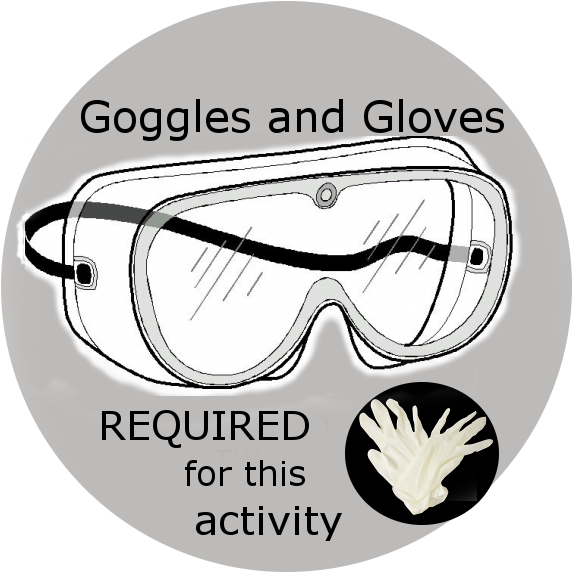 Goggles and Gloves
REQUIRED
for this
activity